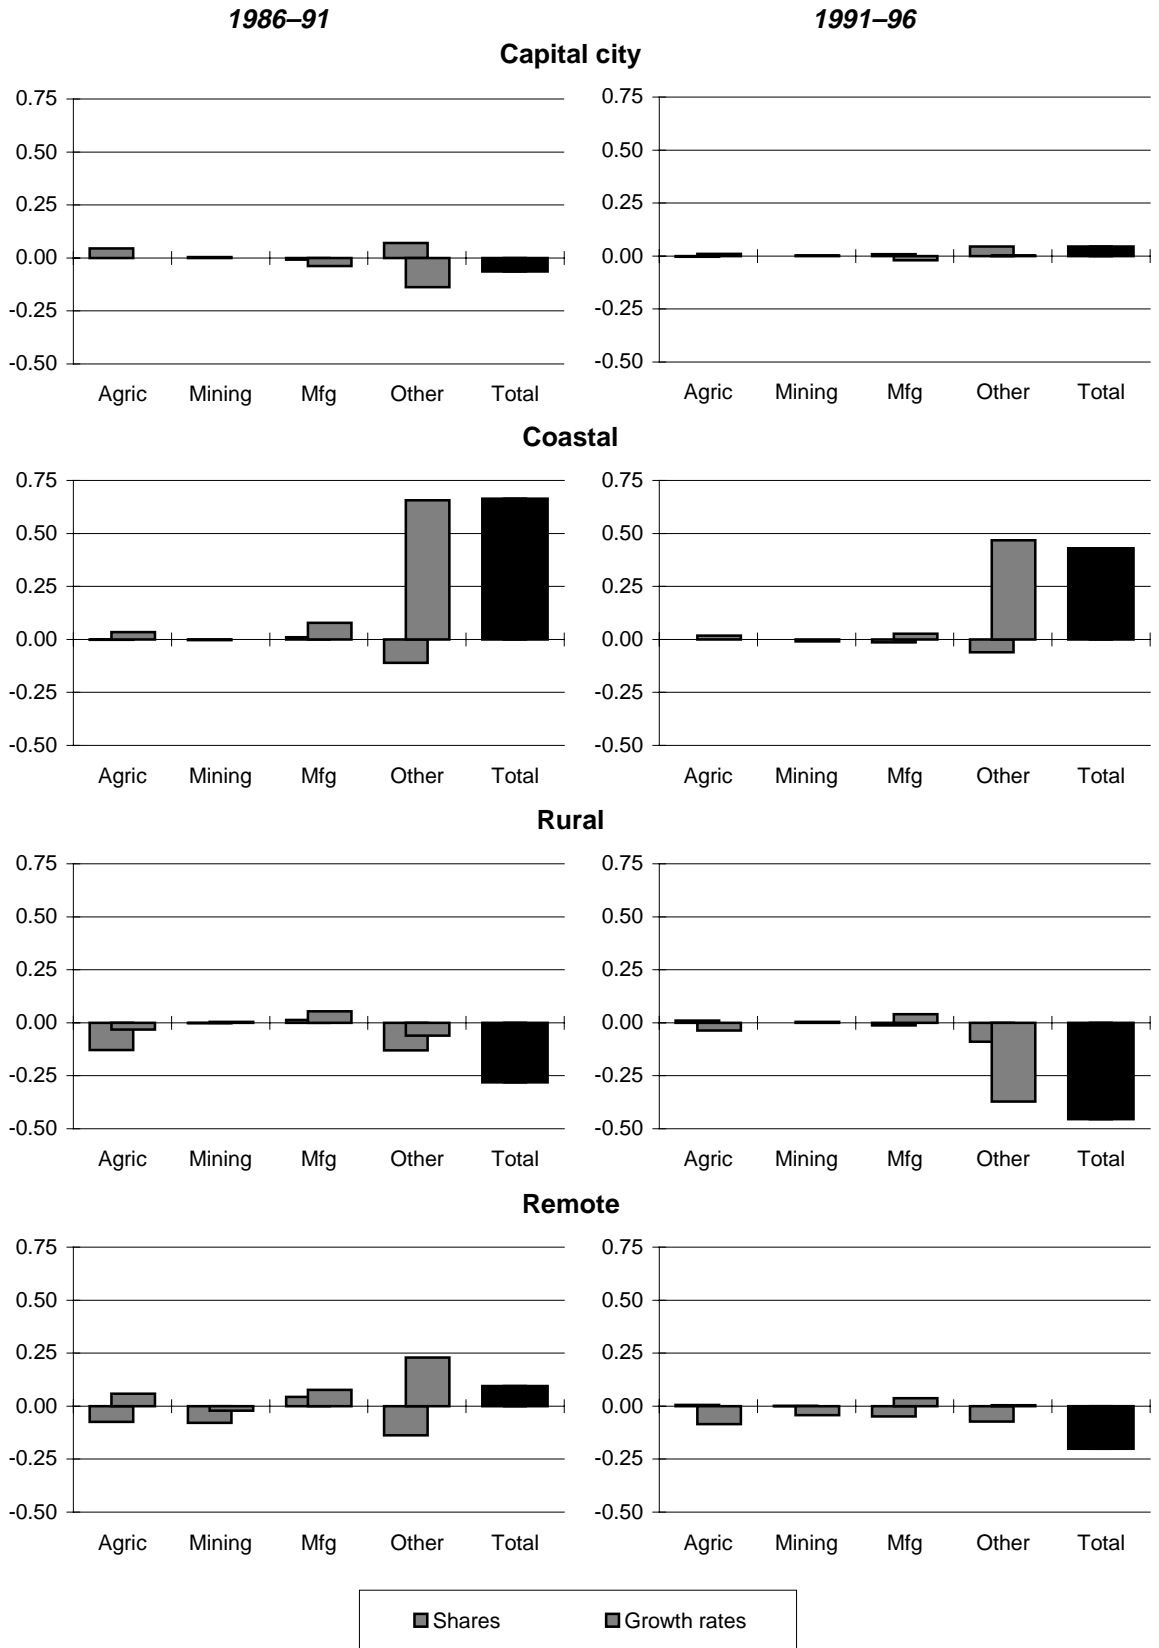 1986–91 1991–96
Capital city
0.75 0.75
0.50 0.50
0.25 0.25
0.00 0.00
-0.25 -0.25
-0.50 -0.50
Agric Mining Mfg Other Total Agric Mining Mfg Other Total
Coastal
0.75 0.75
0.50 0.50
0.25 0.25
0.00 0.00
-0.25 -0.25
-0.50 -0.50
Agric Mining Mfg Other Total Agric Mining Mfg Other Total
Rural
0.75 0.75
0.50 0.50
0.25 0.25
0.00 0.00
-0.25 -0.25
-0.50 -0.50
Agric Mining Mfg Other Total Agric Mining Mfg Other Total
Remote
0.75 0.75
0.50 0.50
0.25 0.25
0.00 0.00
-0.25 -0.25
-0.50 -0.50
Agric Mining Mfg Other Total Agric Mining Mfg Other Total
Shares Growth rates